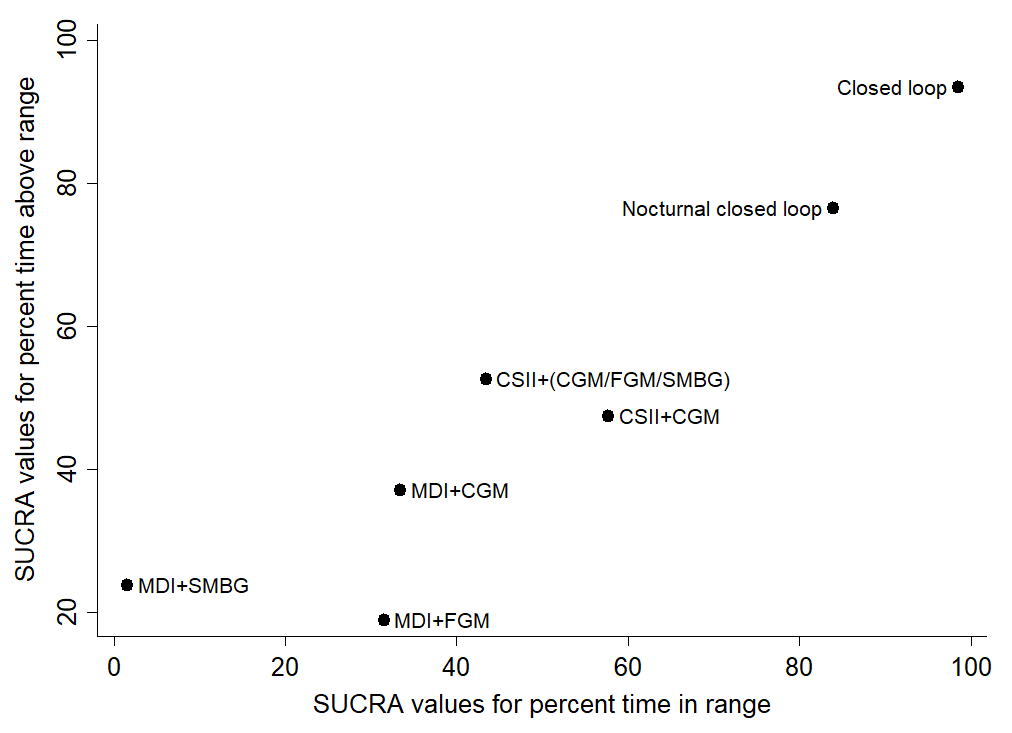 100
80
60
40
20
SUCRA values for percent time above range
Closed loop
Nocturnal closed loop
CSII+(CGM/FGM/SMBG)
CSII+CGM
MDI+CGM
MDI+SMBG
MDI+FGM
0 20 40 60 80 100
SUCRA values for percent time in range